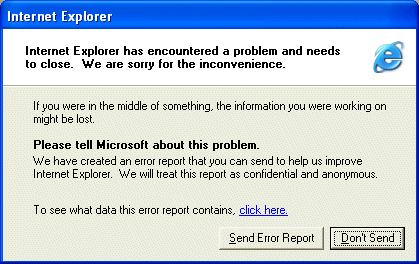 Internet Explorer
Internet Explorer has encountered a problem and needs
to close.  We are sorry for the inconvenience.
If you were in the middle of something, the information you were working on
might be lost.
Please tell Microsoft about this problem.
We have created an error report that you can send to help us improve
Internet Explorer.  We will treat this report as confidential and anonymous.
To see what data this error report contains, click here.
Send Error Report
Don't Send